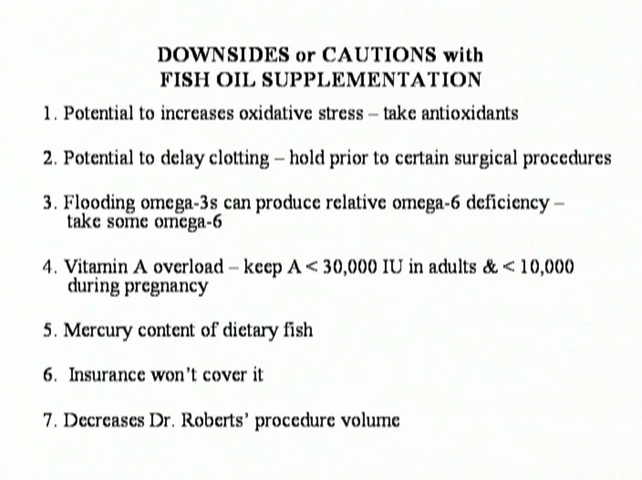 DOWNSIDES or CAUTIONS with
FISH OIL SUPPLEMENTATION
1. Potential to increases oxidative stress – take antioxidants
2. Potential to delay clotting – hold prior to certain surgical procedures
3. Flooding omega-3s can produce relative omega-6 deficiency –
take some omega-6
4. Vitamin A overload – keep A < 30,000 IU in adults & < 10,000
during pregnancy
5. Mercury content of dietary fish
6. Insurance won't cover it
7. Decreases Dr. Roberts' procedure volume